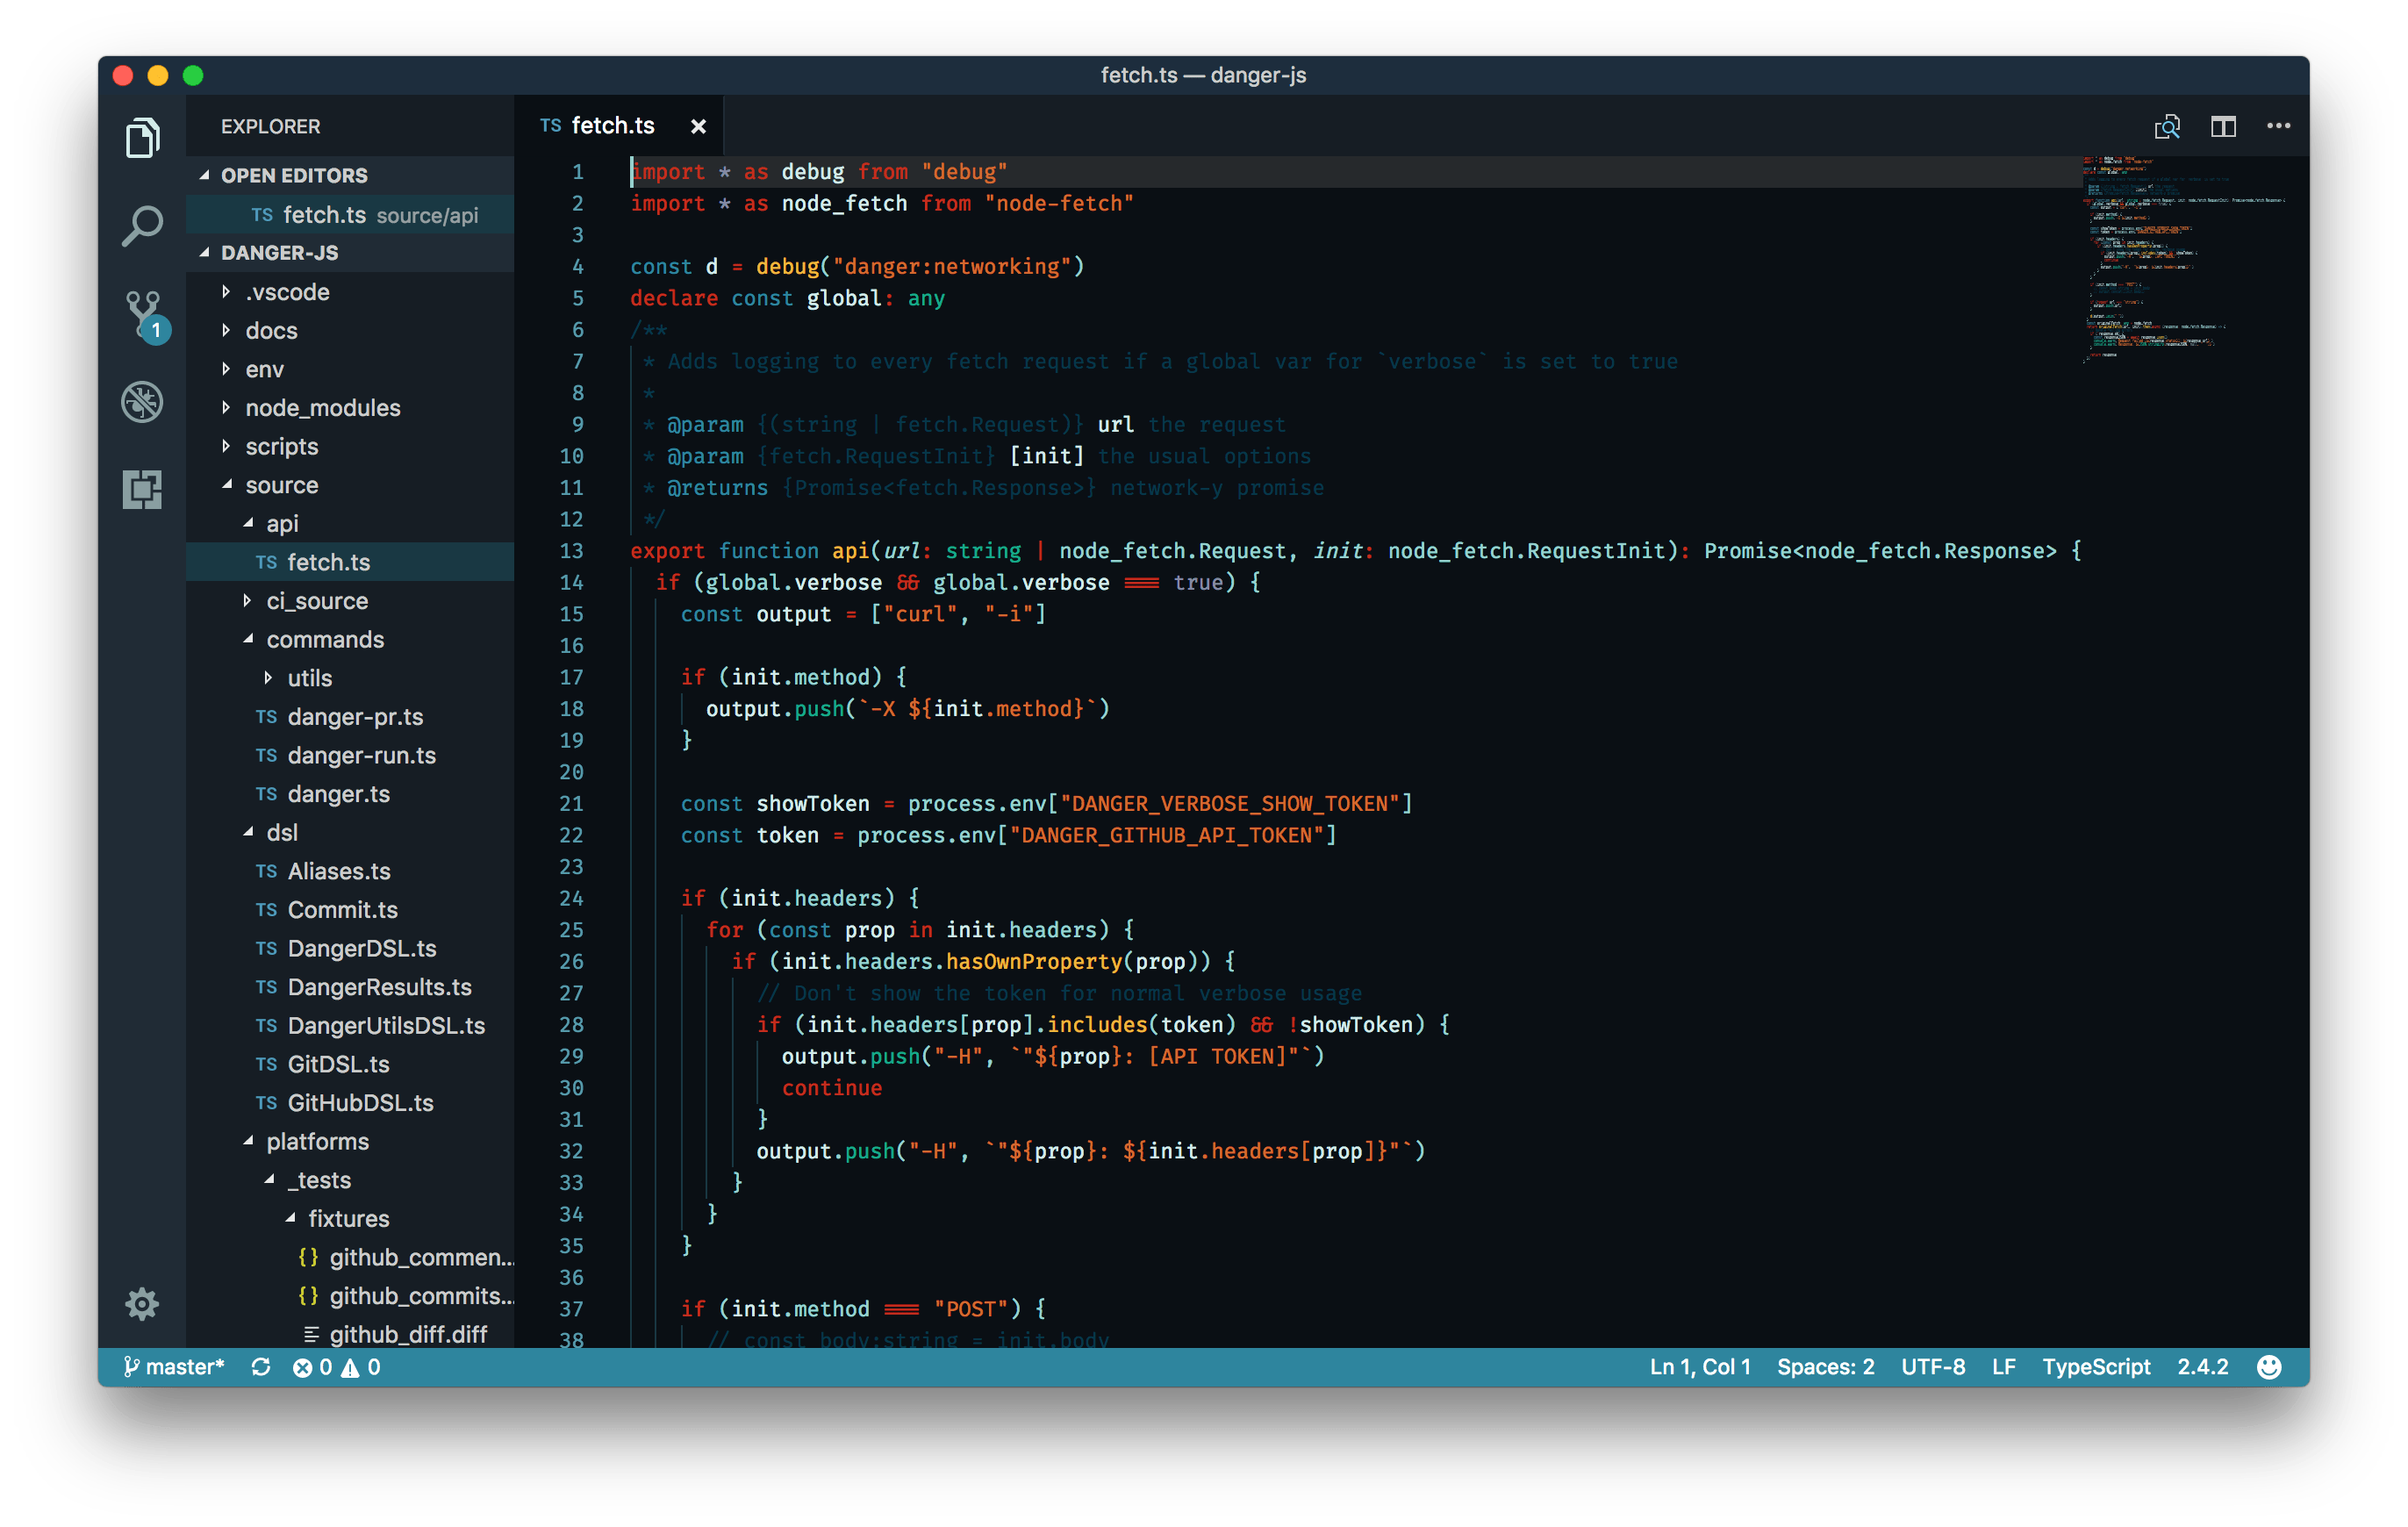 fetch.ts — danger-js
EXPLORER
OPEN EDITORS
TS fetch.ts source/api
DANGER-JS
.vscode
docs
env
node_modules
scripts
source
api
TS fetch.ts
ci_source
commands
utils
TS danger-pr.ts
TS danger-run.ts
TS danger.ts
dsl
TS Aliases.ts
TS Commit.ts
TS DangerDSL.ts
TS DangerResults.ts
TS DangerUtilsDSL.ts
TS GitDSL.ts
TS GitHubDSL.ts
platforms
_tests
fixtures
{} github_commen...
{} github_commits...
github_diff.diff
1
TS fetch.ts ×
1 import * as debug from "debug"
2 import * as node_fetch from "node-fetch"
3
4 const d = debug("danger:networking")
5 declare const global: any
6 /**
7 * Adds logging to every fetch request if a global var for `verbose` is set to true
8 *
9 * @param {(string | fetch.Request)} url the request
10 * @param {fetch.RequestInit} [init] the usual options
11 * @returns {Promise<fetch.Response>} network-y promise
12 */
13 export function api(url: string | node_fetch.Request, init: node_fetch.RequestInit): Promise<node_fetch.Response> {
14 if (global.verbose && global.verbose === true) {
15 const output = ["curl", "-i"]
16
17 if (init.method) {
18 output.push(`-X ${init.method}`)
19 }
20
21 const showToken = process.env["DANGER_VERBOSE_SHOW_TOKEN"]
22 const token = process.env["DANGER_GITHUB_API_TOKEN"]
23
24 if (init.headers) {
25 for (const prop in init.headers) {
26 if (init.headers.hasOwnProperty(prop)) {
27 // Don't show the token for normal verbose usage
28 if (init.headers[prop].includes(token) && !showToken) {
29 output.push("-H", `"${prop}: [API TOKEN]"`)
30 continue
31 }
32 output.push("-H", `"${prop}: ${init.headers[prop]}"`)
33 }
34 }
35 }
36
37 if (init.method === "POST") {
38 // const body:string = init.body
master* 0 0
Ln 1, Col 1 Spaces: 2 UTF-8 LF TypeScript 2.4.2